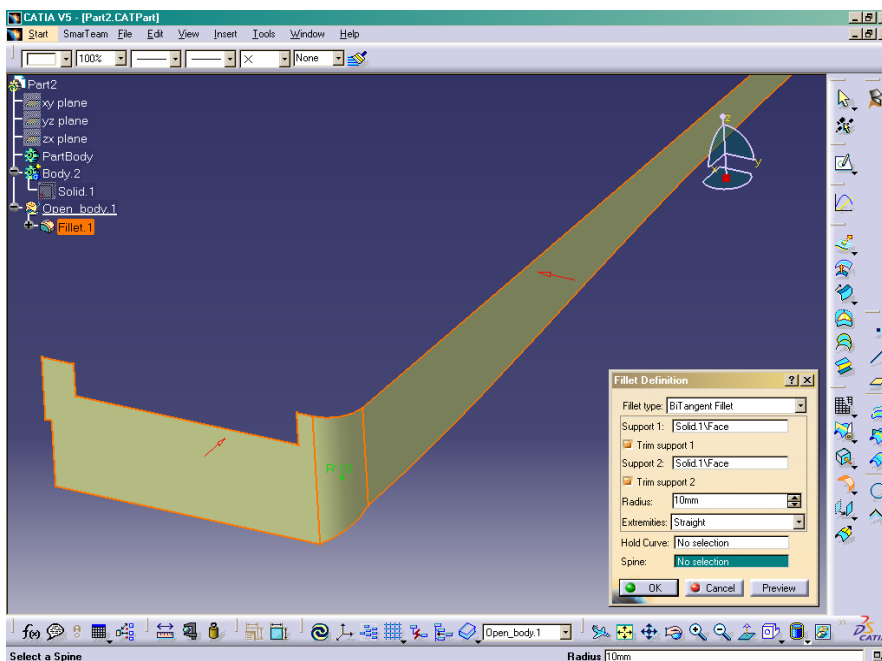 CATIA V5 - [Part2.CATPart]
Start SmarTeam File Edit View Insert Tools Window Help
100% None
Part2
xy plane
yz plane
zx plane
PartBody
Body.2
Solid.1
Open_body.1
Fillet.1
z
y
x
Fillet Definition
Fillet type: BiTangent Fillet
Support 1: Solid.1\Face
Trim support 1
Support 2: Solid.1\Face
Trim support 2
Radius: 10mm
Extremities: Straight
Hold Curve: No selection
Spine: No selection
OK Cancel Preview
f(x) Open_body.1
CATIA
Select a Spine Radius 10mm